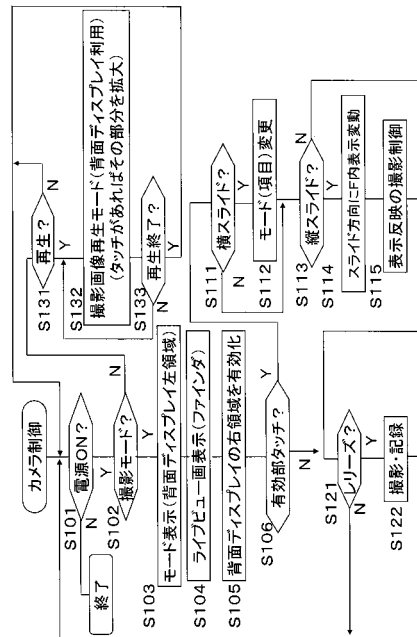 カメラ制御
S101
電源ON?
N
Y
終了
S102
撮影モード?
N
Y
S103
モード表示(背面ディスプレイ左領域)
S104
ライブビュー画表示(ファインダ)
S105
背面ディスプレイの右領域を有効化
S106
有効部タッチ?
Y
N
S121
レリーズ?
N
Y
S122
撮影・記録
S131
再生?
N
Y
S132
撮影画像再生モード(背面ディスプレイ利用)
(タッチがあればその部分を拡大)
S133
再生終了?
N
Y
S111
横スライド?
N
Y
S112
モード(項目)変更
S113
縦スライド?
N
Y
S114
スライド方向にF内表示変動
S115
表示反映の撮影制御